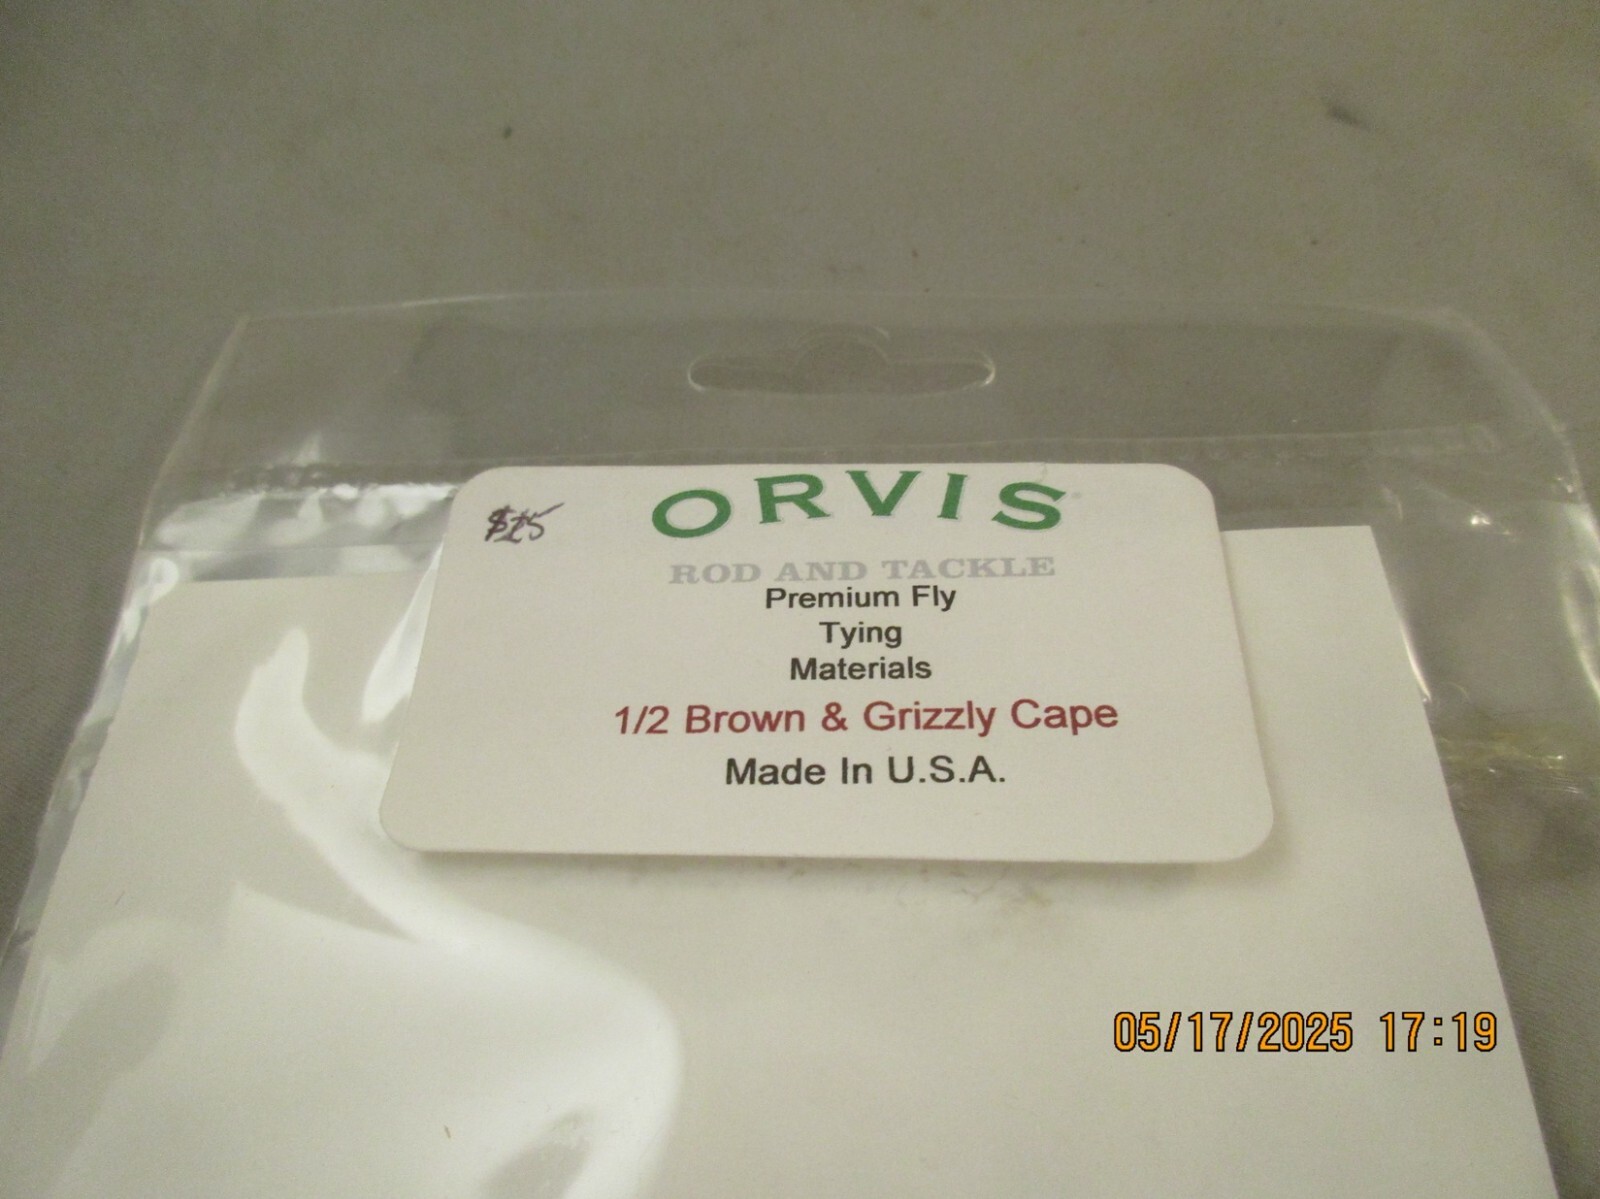 $15
ORVIS
ROD AND TACKLE
Premium Fly
Tying
Materials
1/2 Brown & Grizzly Cape
Made In U.S.A.
05/17/2025 17:19